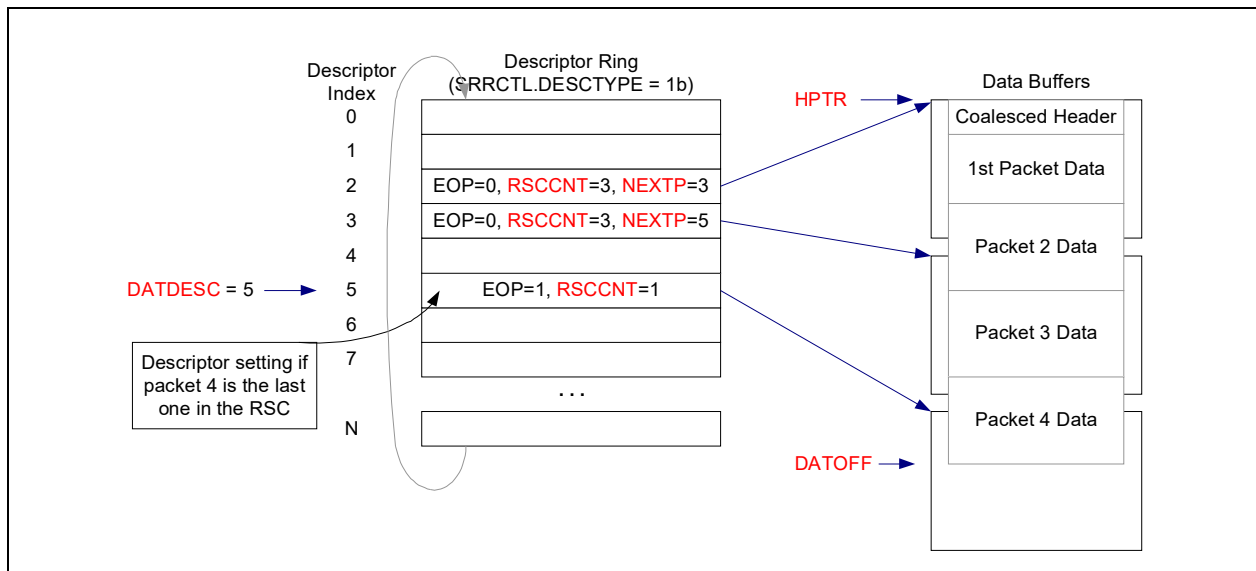 Descriptor
Index
0
1
2
3
4
5
6
7
N
Descriptor Ring
(SRRCTL.DESCTYPE = 1b)
EOP=0, RSCCNT=3, NEXTP=3
EOP=0, RSCCNT=3, NEXTP=5
EOP=1, RSCCNT=1
. . .
DATDESC = 5
Descriptor setting if
packet 4 is the last
one in the RSC
HPTR
Data Buffers
Coalesced Header
1st Packet Data
Packet 2 Data
Packet 3 Data
Packet 4 Data
DATOFF